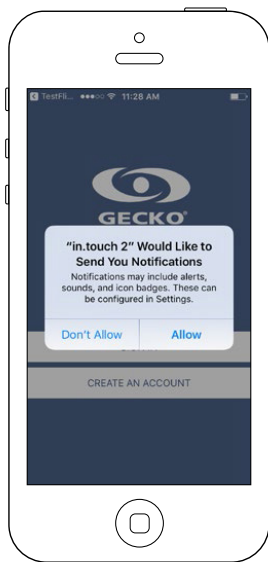 TestFli... 11:28 AM
GECKO
"in.touch 2" Would Like to
Send You Notifications
Notifications may include alerts,
sounds, and icon badges. These can
be configured in Settings.
Don't Allow Allow
CREATE AN ACCOUNT